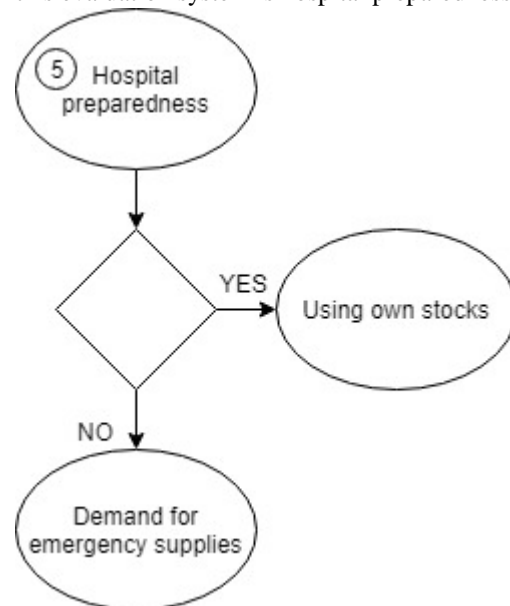 5
Hospital
preparedness
YES
Using own stocks
NO
Demand for
emergency supplies